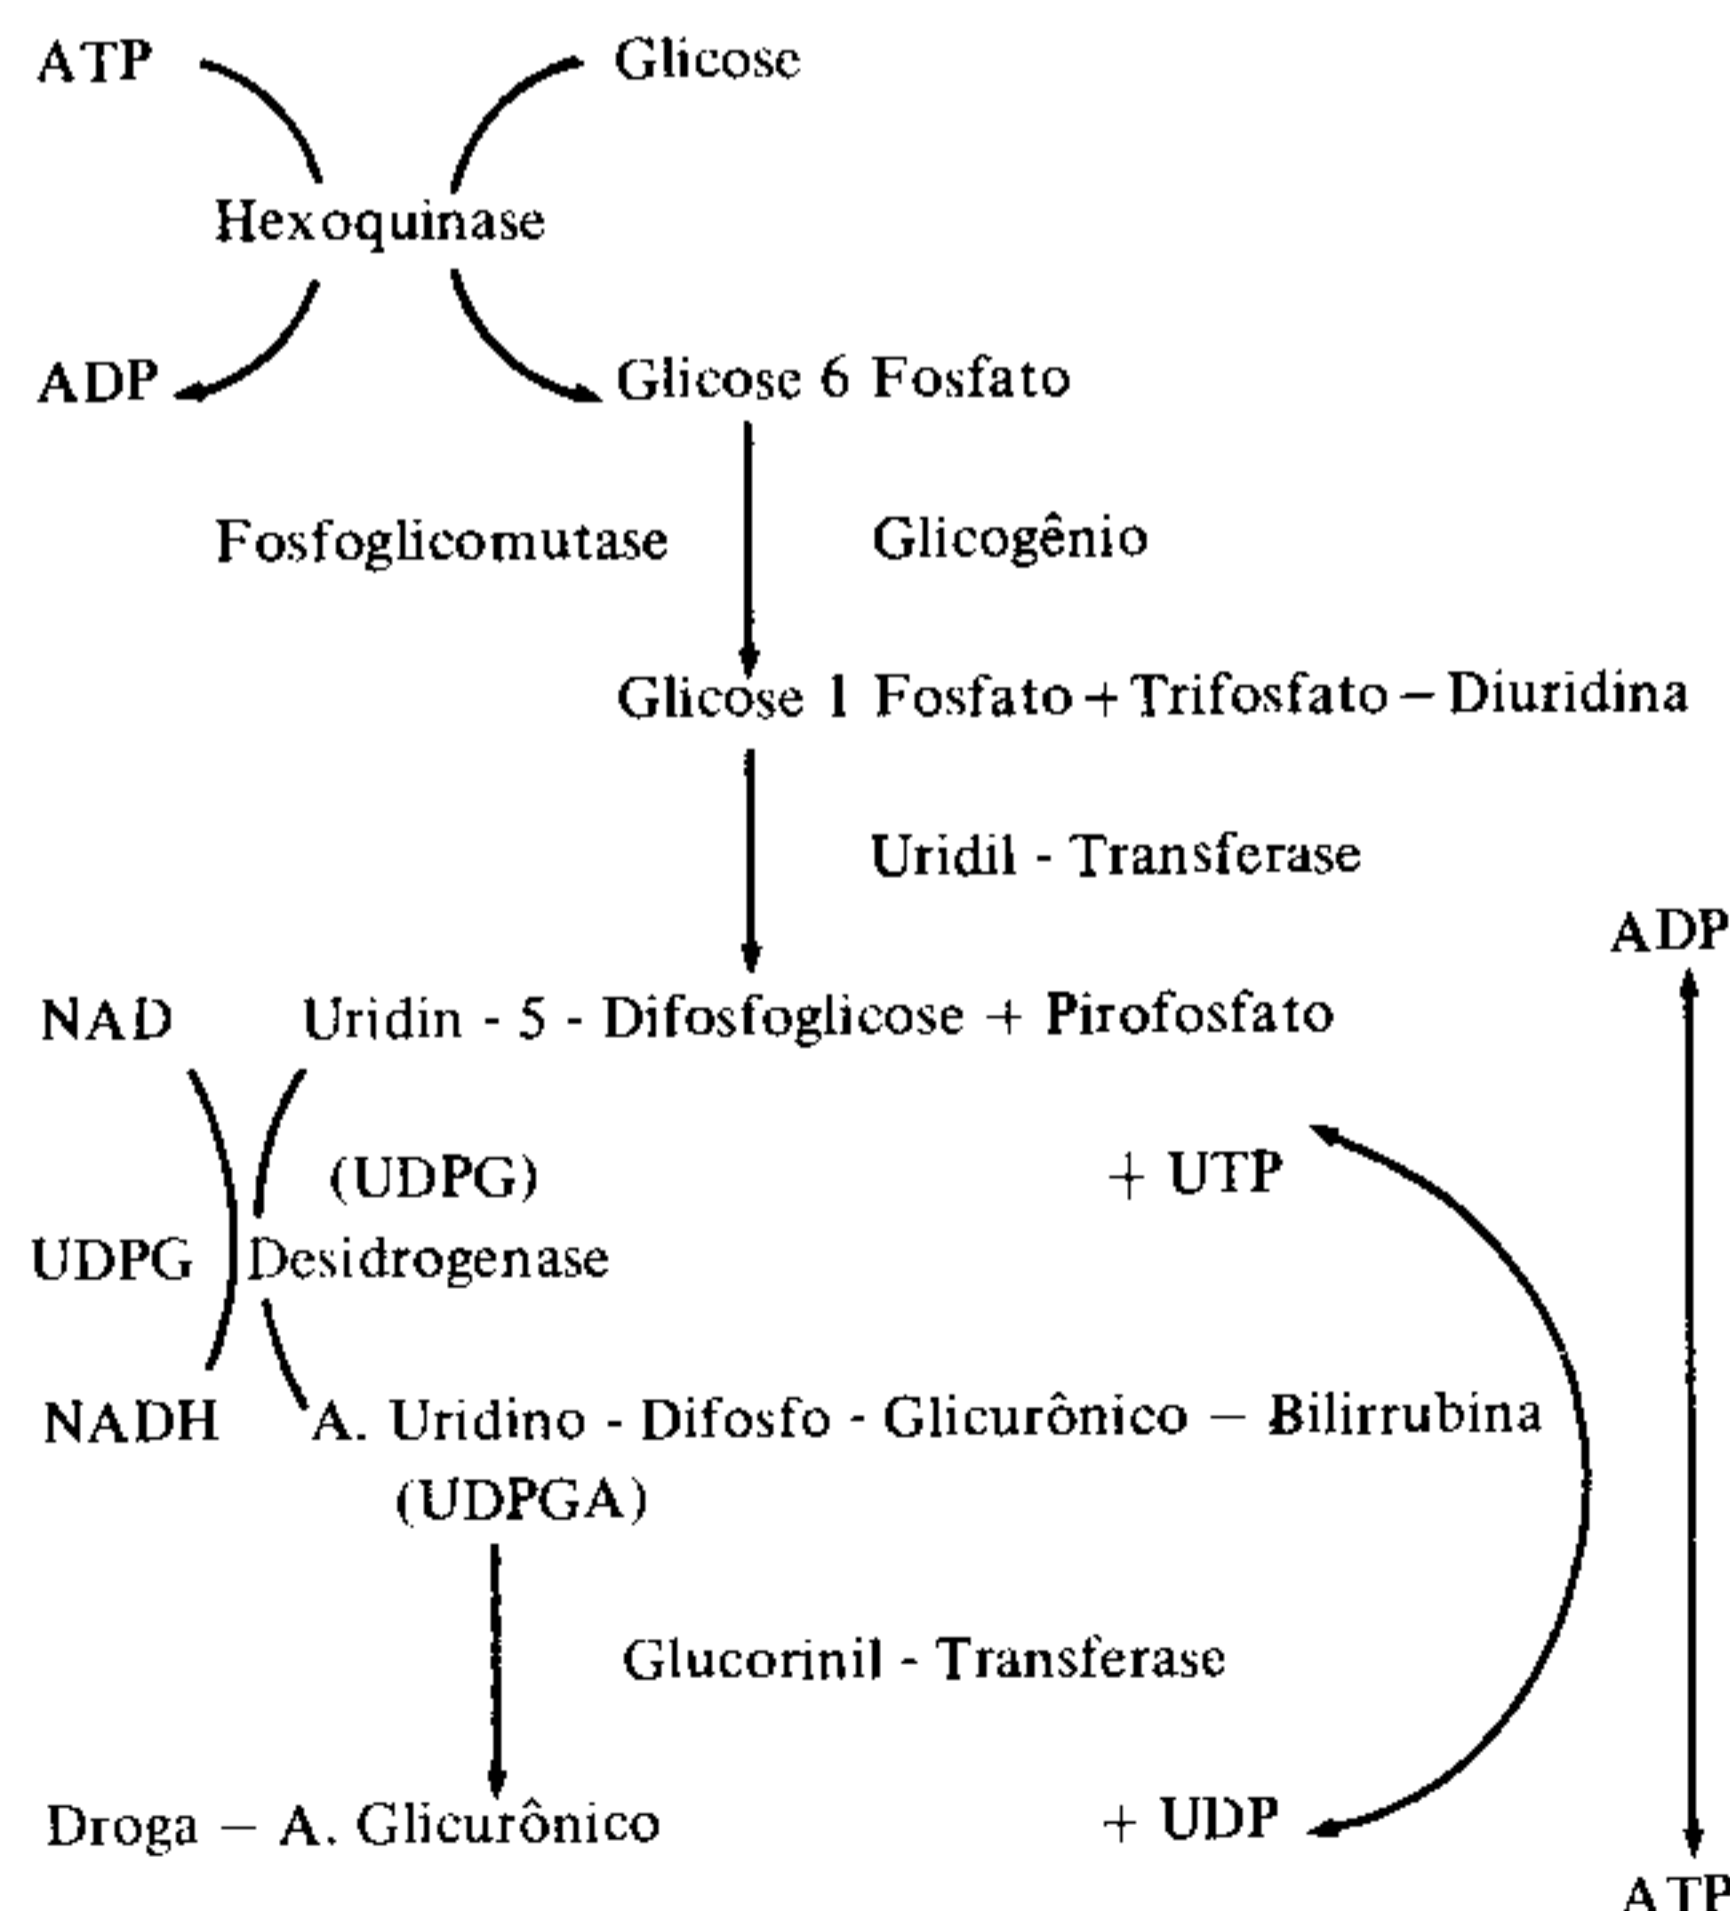 ATP Glicose
Hexoquinase
ADP Glicose 6 Fosfato
Fosfoglicomutase Glicogênio
Glicose 1 Fosfato + Trifosfato – Diuridina
Uridil - Transferase
ADP
NAD Uridin - 5 - Difosfoglicose + Pirofosfato
(UDPG) + UTP
UDPG Desidrogenase
NADH A. Uridino - Difosfo - Glicurônico – Bilirrubina
(UDPGA)
Glucorinil - Transferase
Droga – A. Glicurônico + UDP
ATP